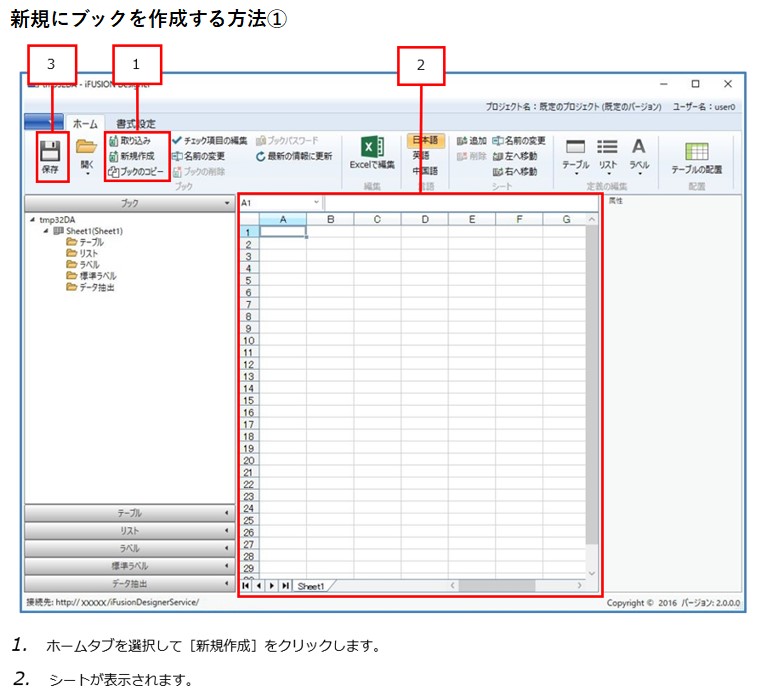 新規にブックを作成する方法①
3
1
2
iFUSION Designer
プロジェクト名：既定のプロジェクト (既定のバージョン) ユーザー名：user0
ホーム 書式設定
保存
開く
取り込み
新規作成
ブックのコピー
チェック項目の編集
名前の変更
ブックの削除
ブックパスワード
最新の情報に更新
ブック
Excelで編集
編集
日本語
英語
中国語
言語
追加
削除
名前の変更
左へ移動
右へ移動
シート
テーブル
リスト
ラベル
定義の編集
テーブルの配置
配置
ブック
tmp32DA
Sheet1(Sheet1)
テーブル
リスト
ラベル
標準ラベル
データ抽出
テーブル
リスト
ラベル
標準ラベル
データ抽出
A1
A B C D E F G
1
2
3
4
5
6
7
8
9
10
11
12
13
14
15
16
17
18
19
20
21
22
23
24
25
26
27
28
29
Sheet1
属性
接続先: http://xxxxx/iFusionDesignerService/
Copyright © 2016 バージョン: 2.0.0.0
1. ホームタブを選択して［新規作成］をクリックします。
2. シートが表示されます。